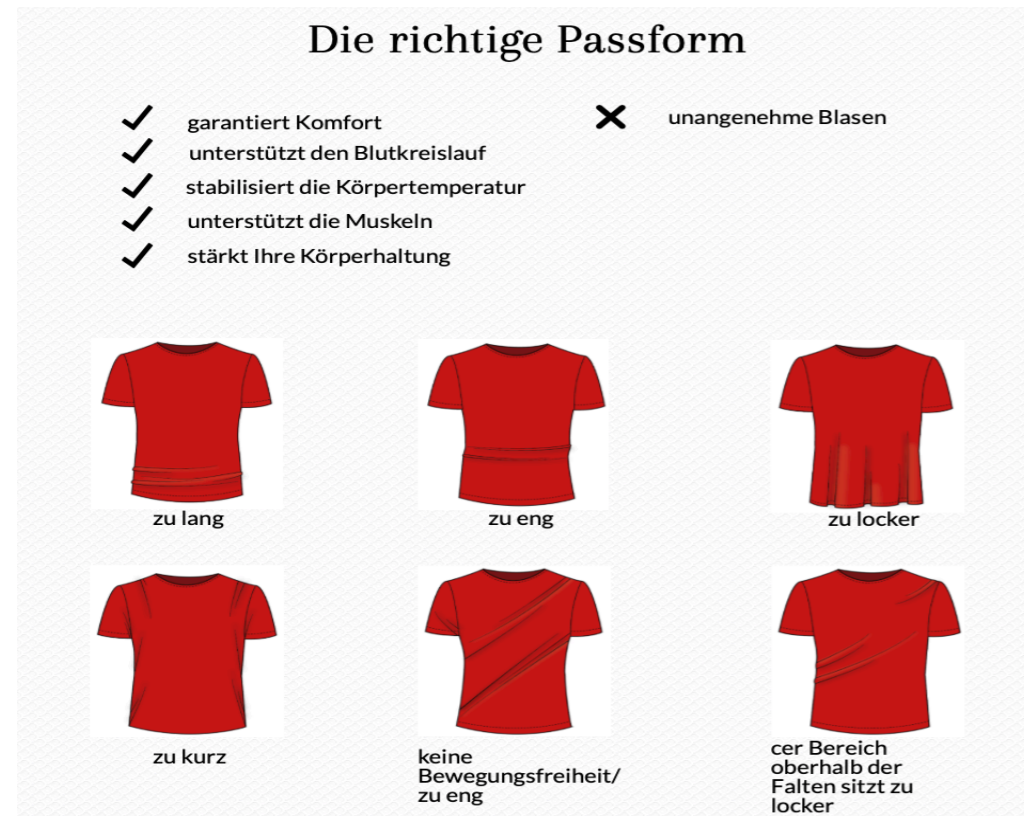 Die richtige Passform
garantiert Komfort
unterstützt den Blutkreislauf
stabilisiert die Körpertemperatur
unterstützt die Muskeln
stärkt Ihre Körperhaltung
unangenehme Blasen
zu lang
zu eng
zu locker
zu kurz
keine
Bewegungsfreiheit/
zu eng
cer Bereich
oberhalb der
Falten sitzt zu
locker